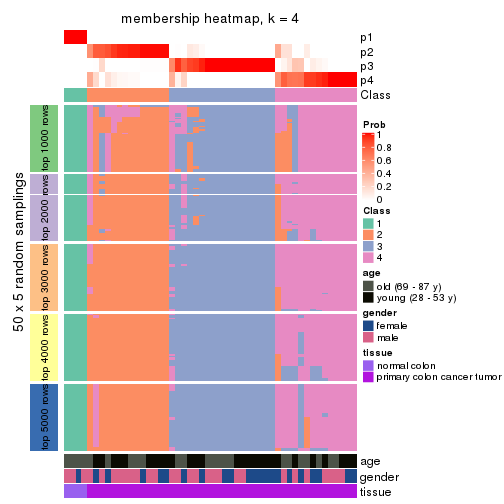 membership heatmap, k = 4
p1
p2
p3
p4
Class
50 x 5 random samplings
top 1000 rows
top 2000 rows
top 3000 rows
top 4000 rows
top 5000 rows
age
gender
tissue
Prob
1
0.8
0.6
0.4
0.2
0
Class
1
2
3
4
age
old (69 - 87 y)
young (28 - 53 y)
gender
female
male
tissue
normal colon
primary colon cancer tumor